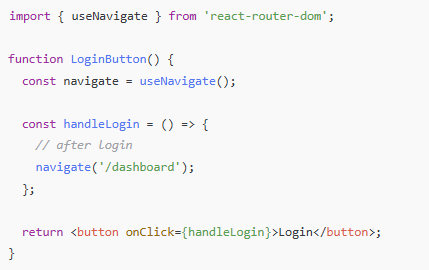 import { useNavigate } from 'react-router-dom';

function LoginButton() {
  const navigate = useNavigate();

  const handleLogin = () => {
    // after login
    navigate('/dashboard');
  };

  return <button onClick={handleLogin}>Login</button>;
}